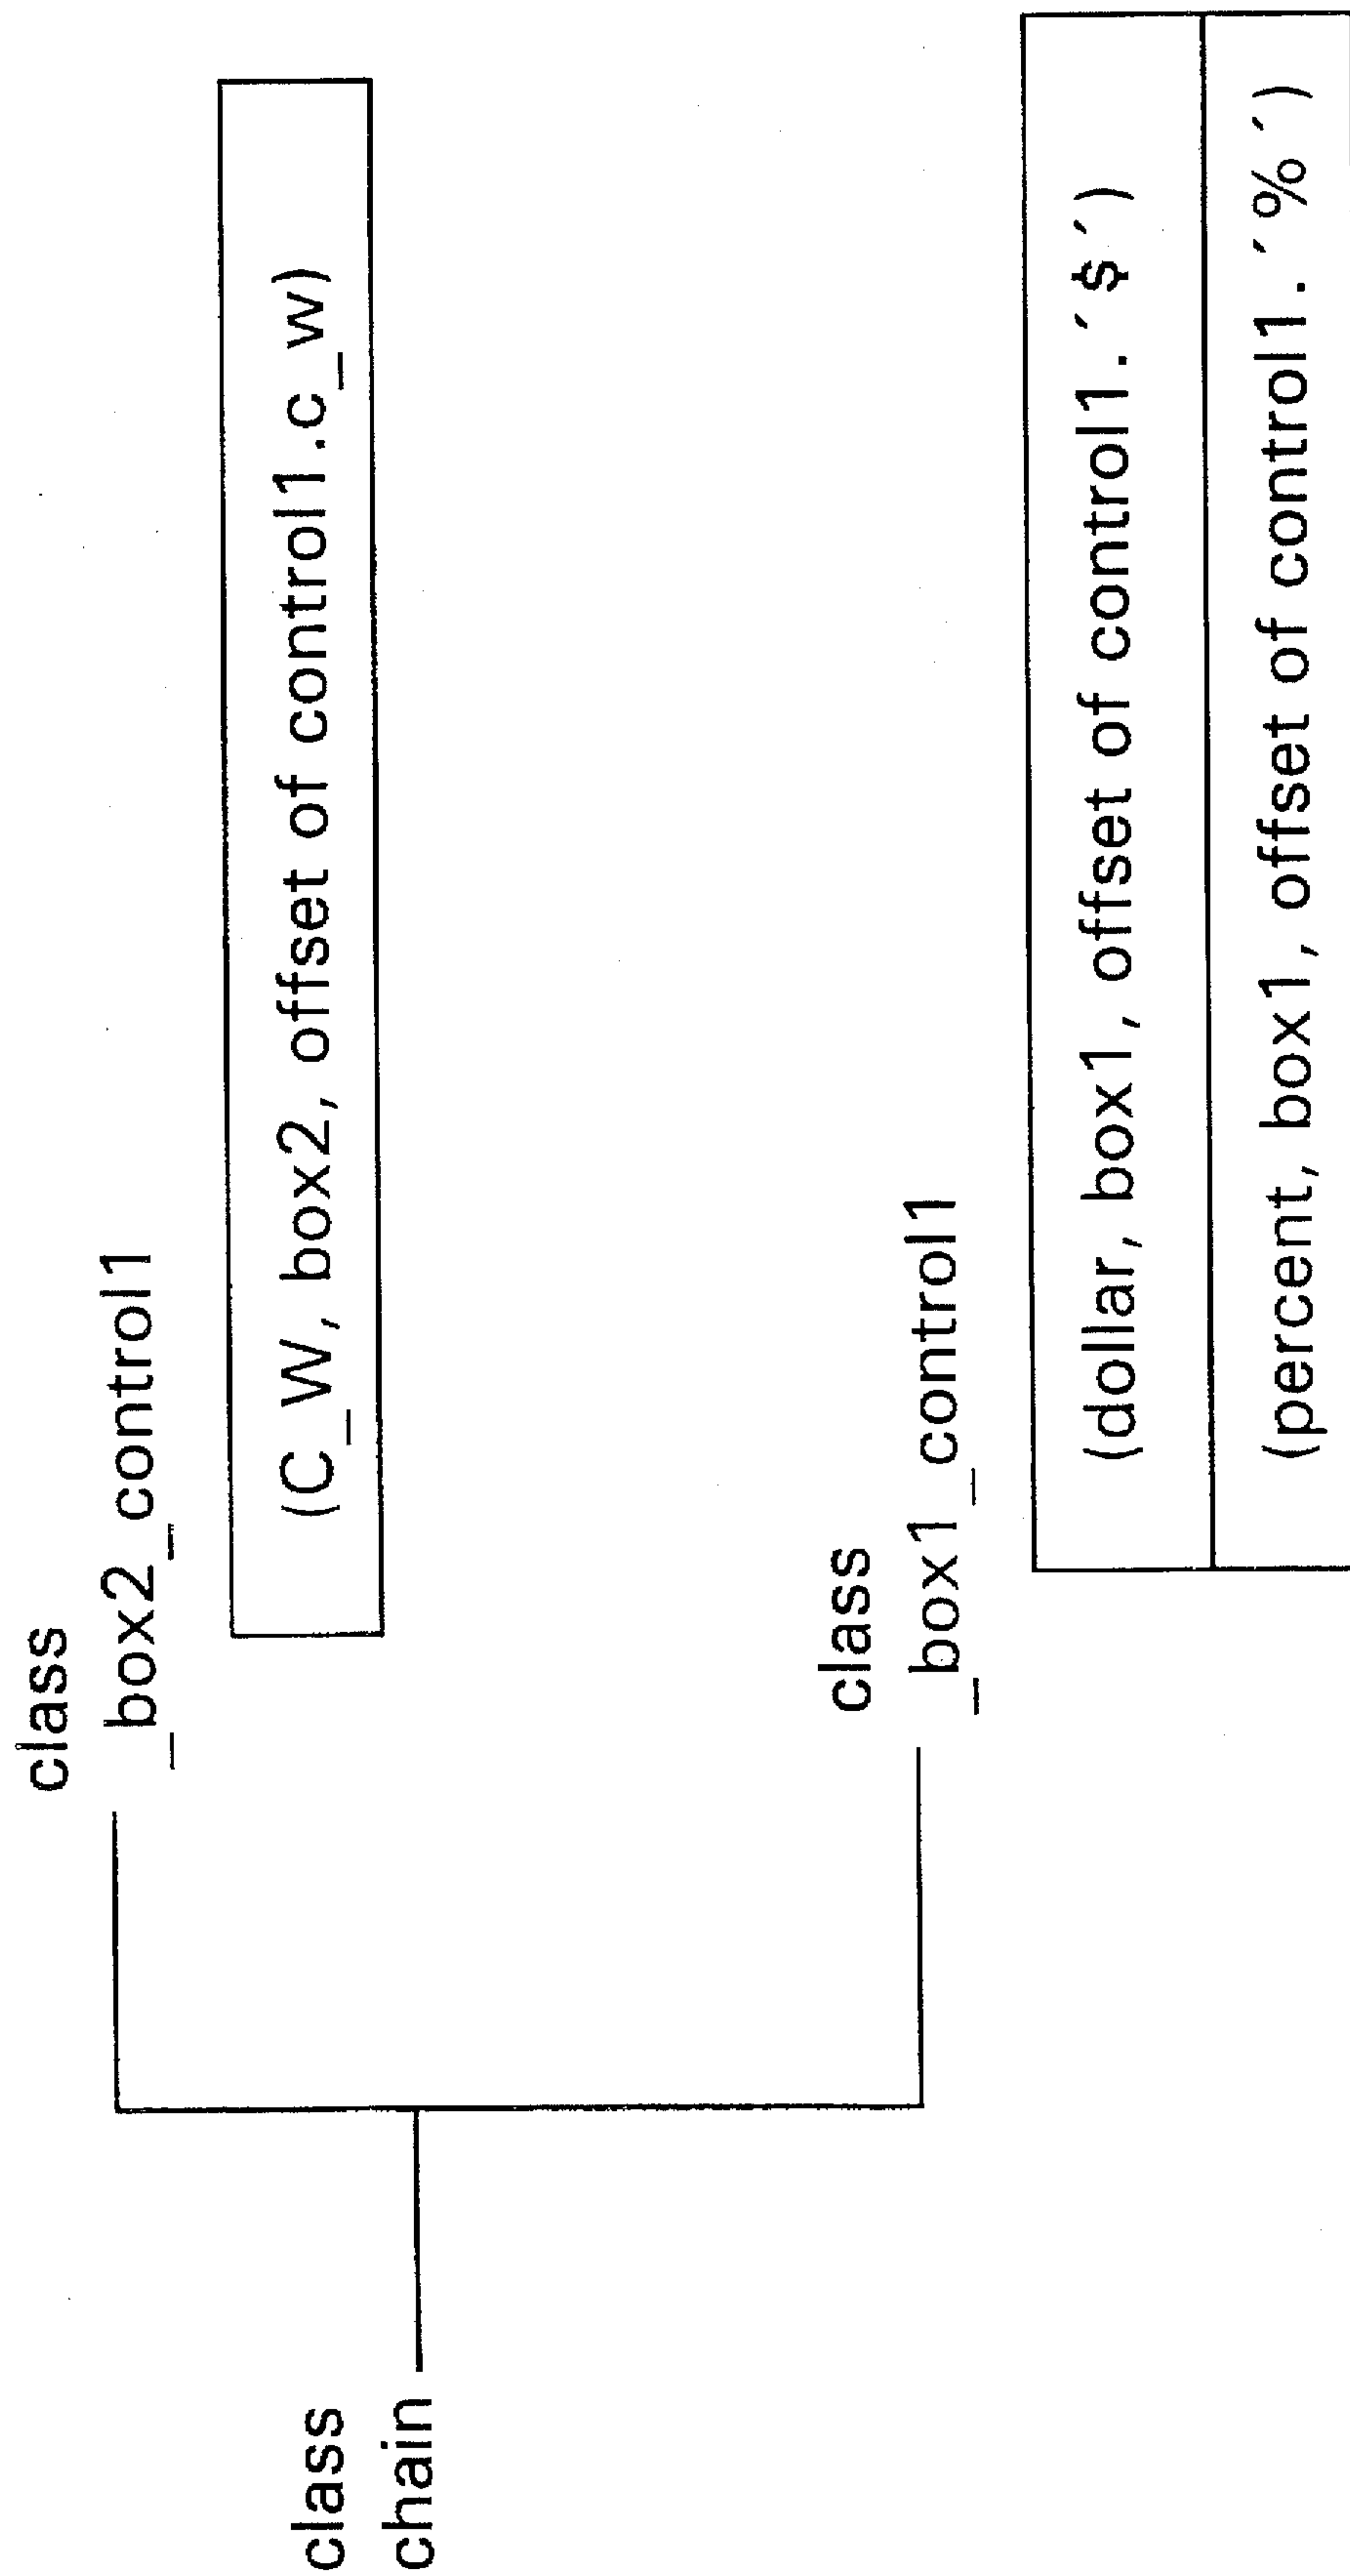 class
chain
class
_box2_control1
(C_W, box2, offset of control1.c_w)
class
_box1_control1
(dollar, box1, offset of control1.´$´)
(percent, box1, offset of control1.´%´)